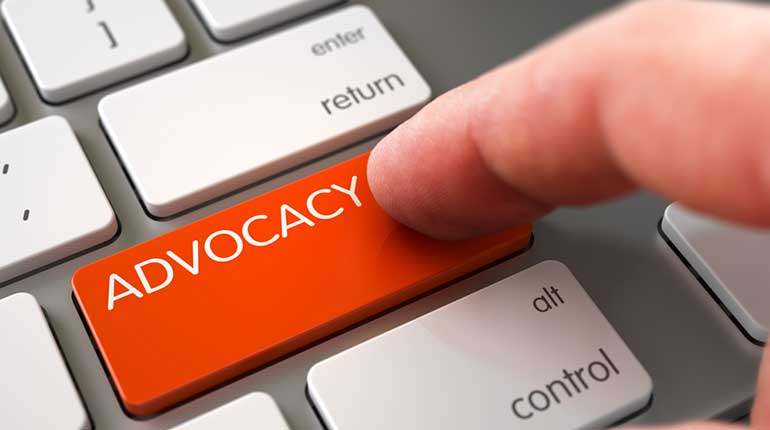 ]
enter
return
ADVOCACY
alt
control